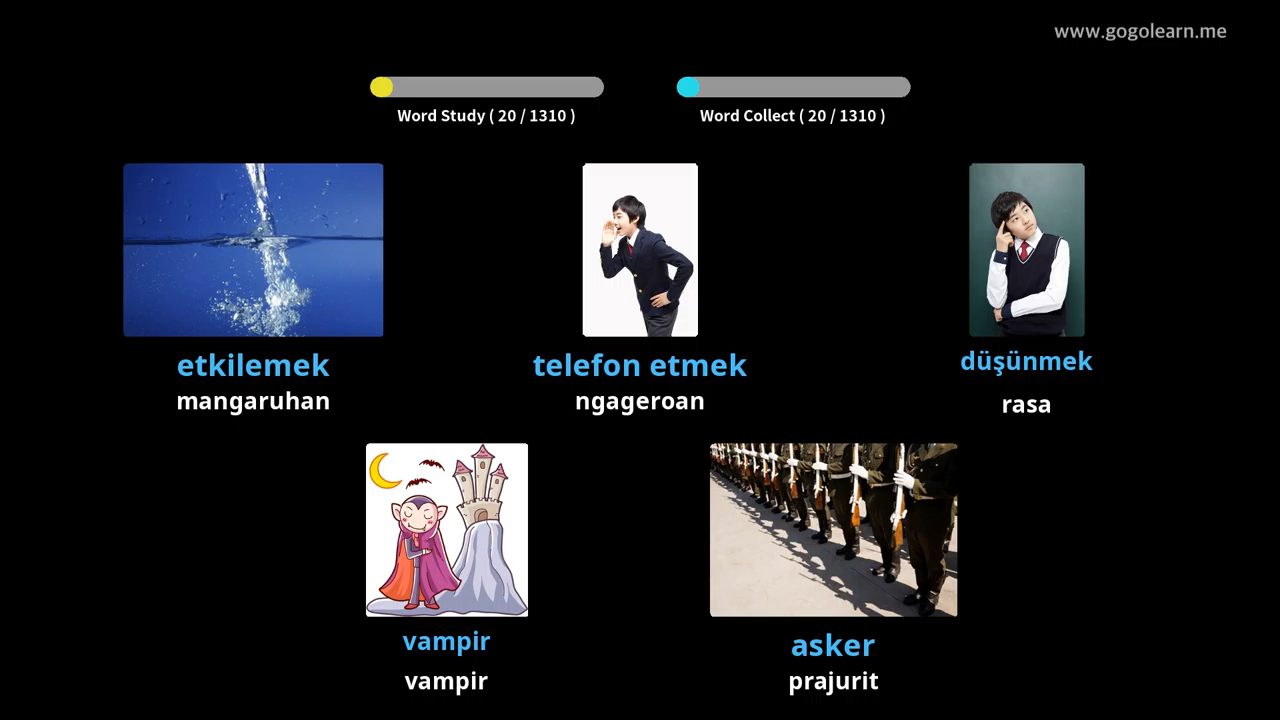 www.gogolearn.me
Word Study ( 20 / 1310 )
Word Collect ( 20 / 1310 )
etkilemek
mangaruhan
telefon etmek
ngageroan
düşünmek
rasa
vampir
vampir
asker
prajurit